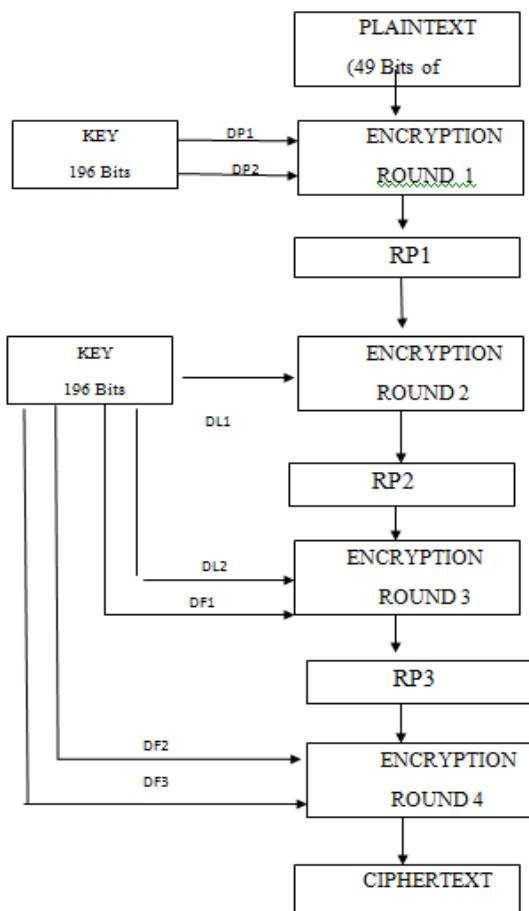 PLAINTEXT
(49 Bits of
KEY
196 Bits
DP1
DP2
ENCRYPTION
ROUND 1
RP1
KEY
196 Bits
DL1
ENCRYPTION
ROUND 2
RP2
DL2
DF1
ENCRYPTION
ROUND 3
RP3
DF2
DF3
ENCRYPTION
ROUND 4
CIPHERTEXT